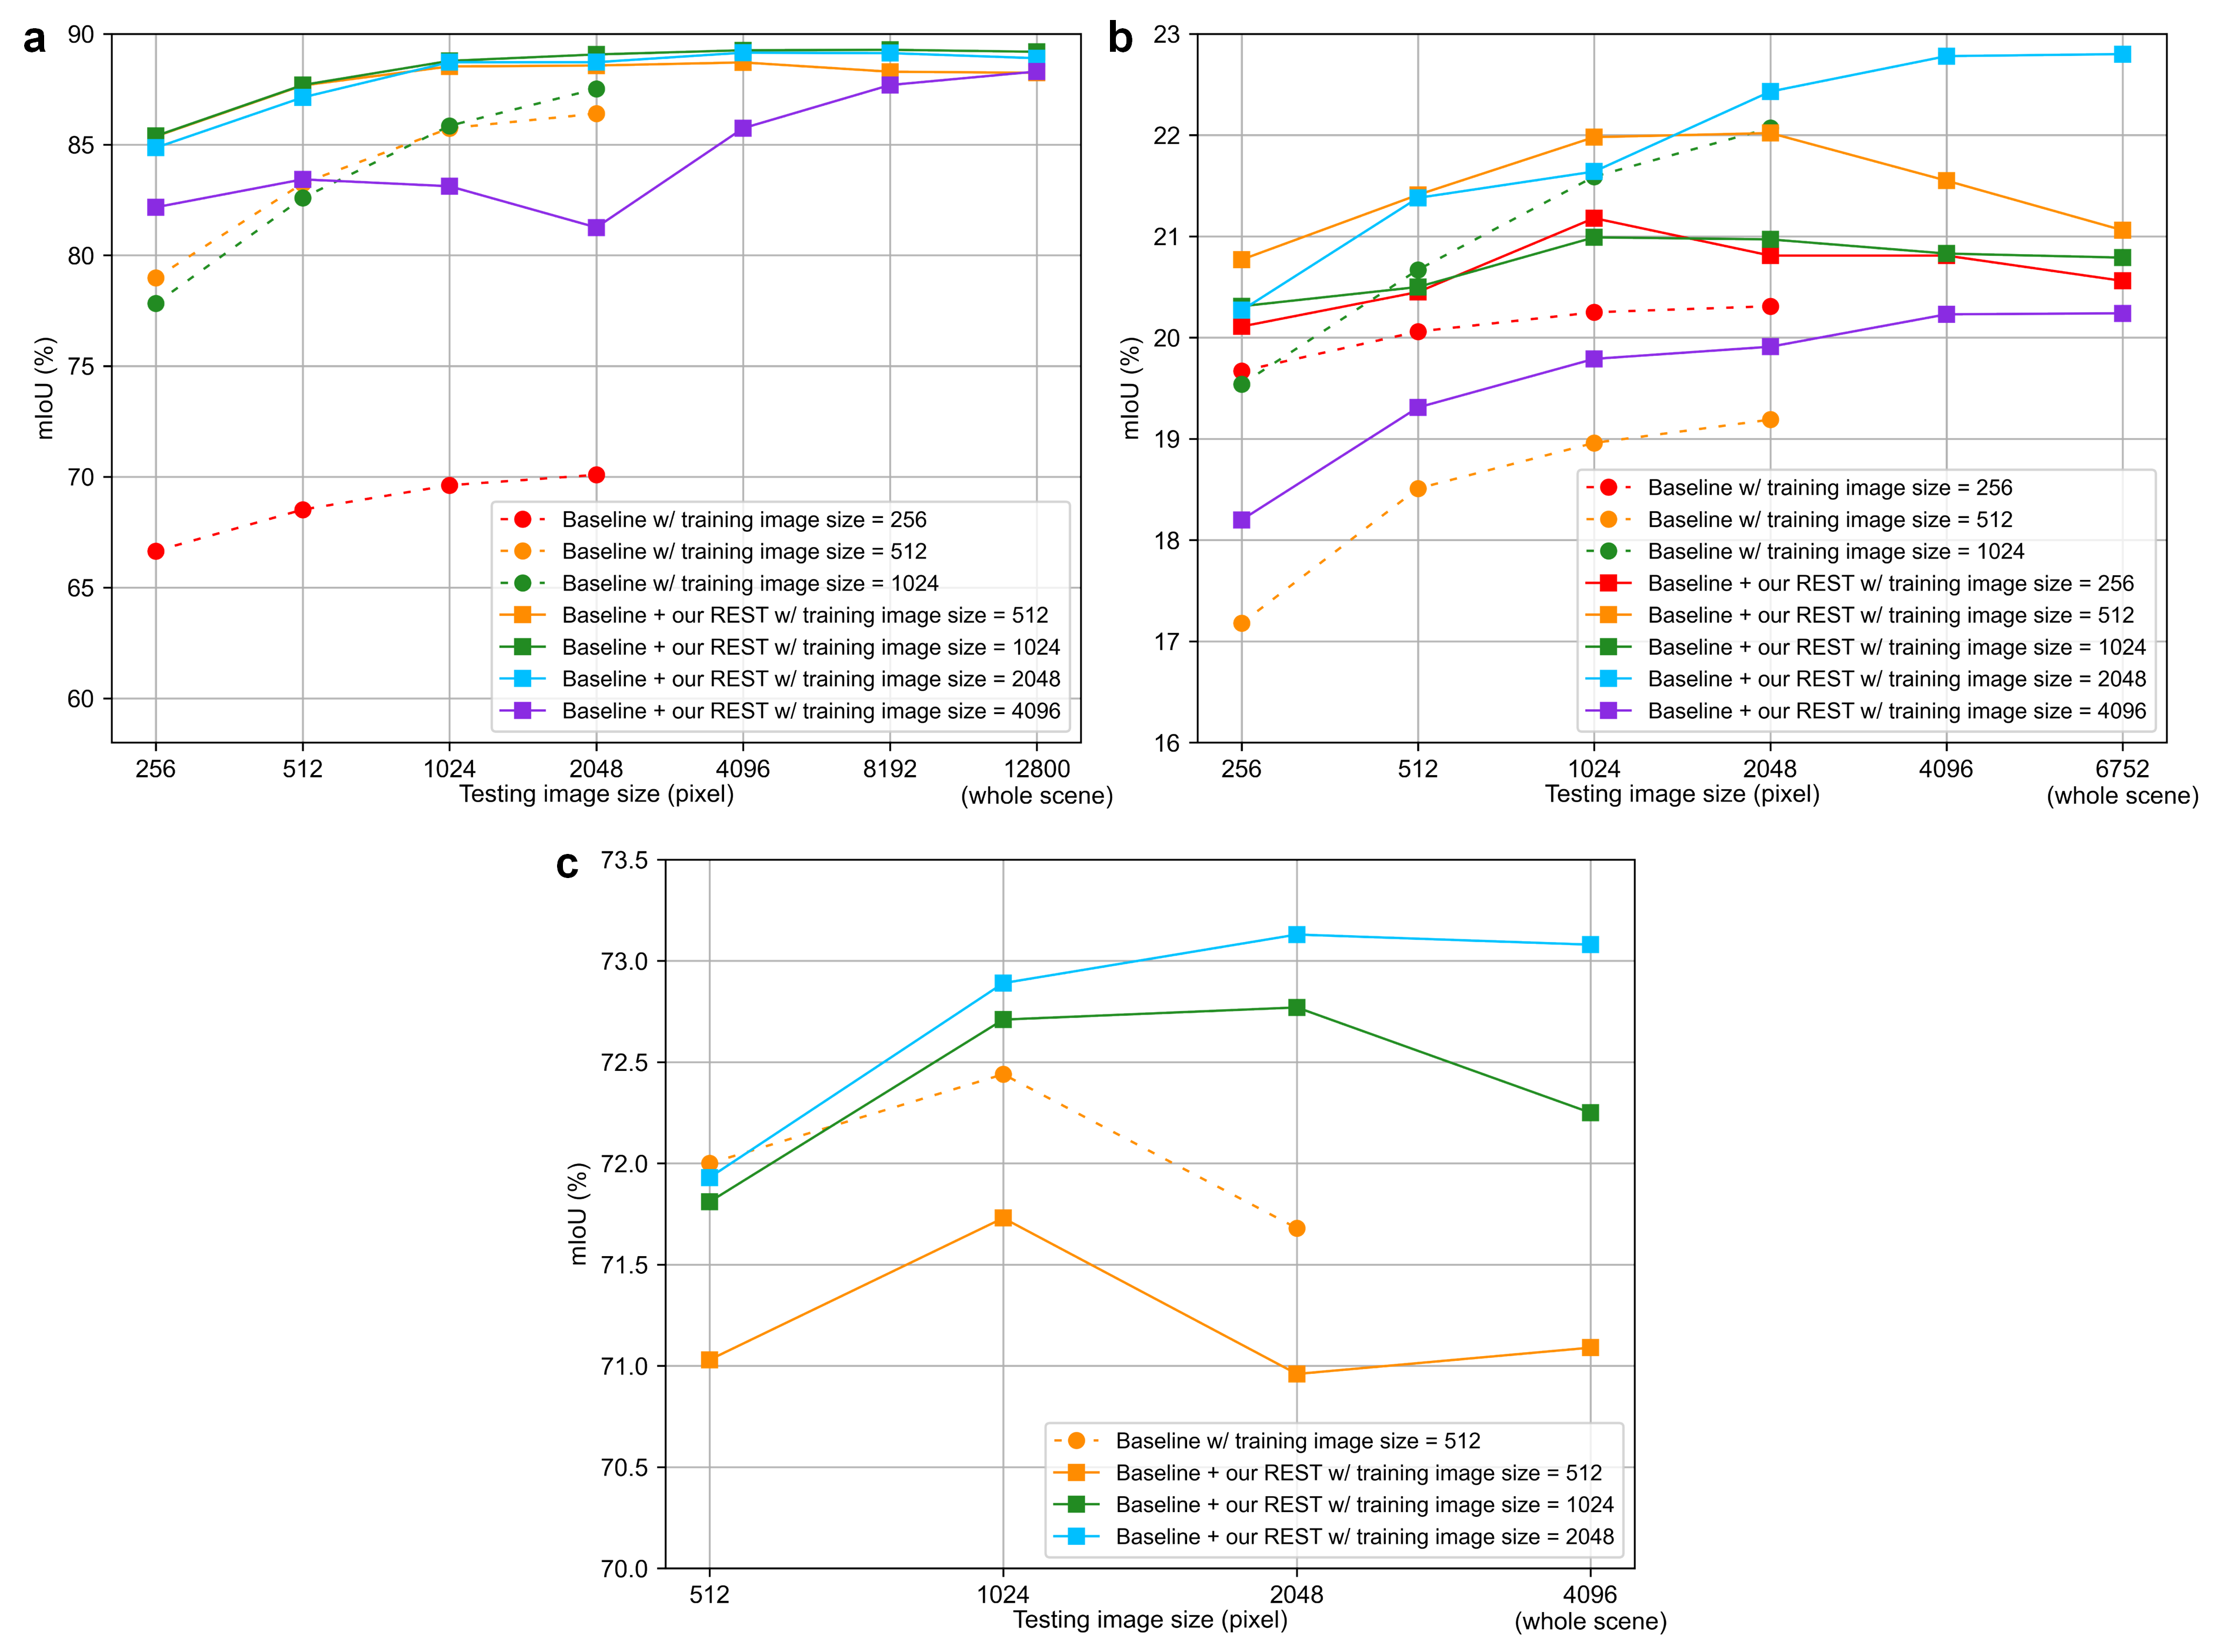 a
90
85
80
75
70
65
60
mIoU (%)
Baseline w/ training image size = 256
Baseline w/ training image size = 512
Baseline w/ training image size = 1024
Baseline + our REST w/ training image size = 512
Baseline + our REST w/ training image size = 1024
Baseline + our REST w/ training image size = 2048
Baseline + our REST w/ training image size = 4096
256 512 1024 2048 4096 8192 12800
Testing image size (pixel) (whole scene)
b
23
22
21
20
19
18
17
16
mIoU (%)
Baseline w/ training image size = 256
Baseline w/ training image size = 512
Baseline w/ training image size = 1024
Baseline + our REST w/ training image size = 256
Baseline + our REST w/ training image size = 512
Baseline + our REST w/ training image size = 1024
Baseline + our REST w/ training image size = 2048
Baseline + our REST w/ training image size = 4096
256 512 1024 2048 4096 6752
Testing image size (pixel) (whole scene)
c
73.5
73.0
72.5
72.0
71.5
71.0
70.5
70.0
mIoU (%)
Baseline w/ training image size = 512
Baseline + our REST w/ training image size = 512
Baseline + our REST w/ training image size = 1024
Baseline + our REST w/ training image size = 2048
512 1024 2048 4096
Testing image size (pixel) (whole scene)